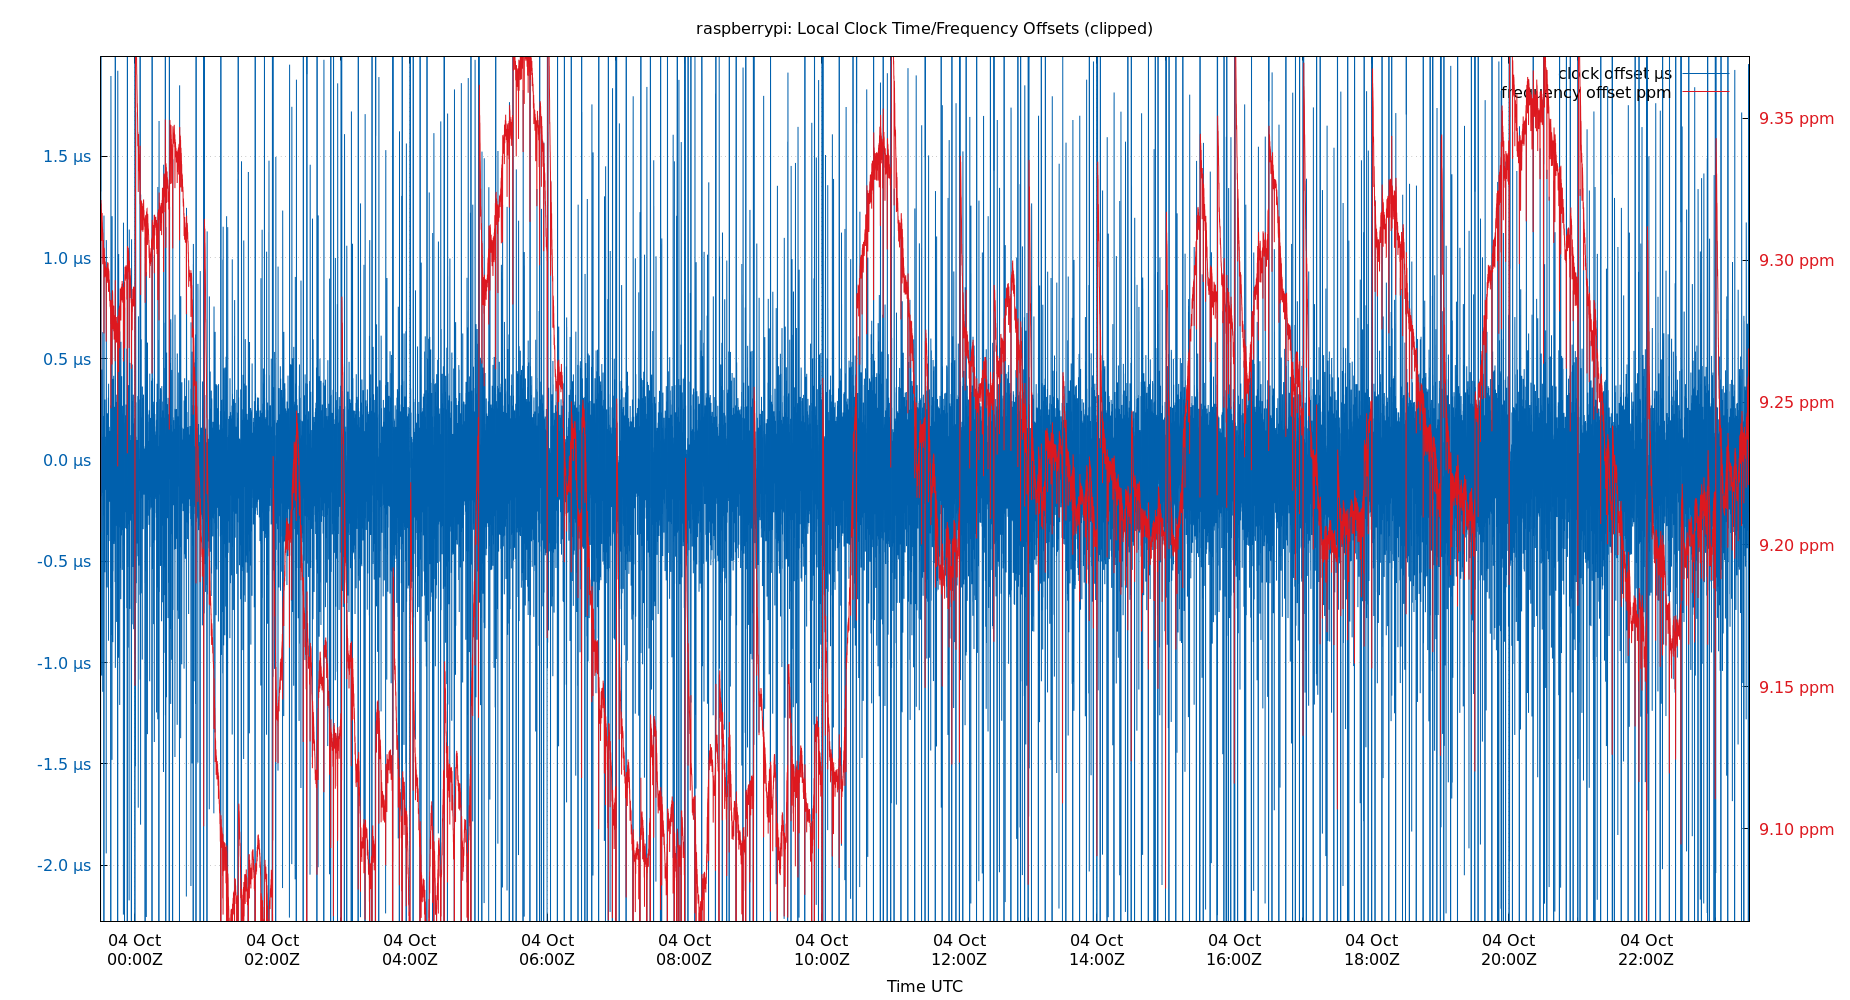 raspberrypi: Local Clock Time/Frequency Offsets (clipped)
clock offset µs
frequency offset ppm
1.5 µs
1.0 µs
0.5 µs
0.0 µs
-0.5 µs
-1.0 µs
-1.5 µs
-2.0 µs
9.35 ppm
9.30 ppm
9.25 ppm
9.20 ppm
9.15 ppm
9.10 ppm
04 Oct 04 Oct 04 Oct 04 Oct 04 Oct 04 Oct 04 Oct 04 Oct 04 Oct 04 Oct 04 Oct 04 Oct
00:00Z 02:00Z 04:00Z 06:00Z 08:00Z 10:00Z 12:00Z 14:00Z 16:00Z 18:00Z 20:00Z 22:00Z
Time UTC